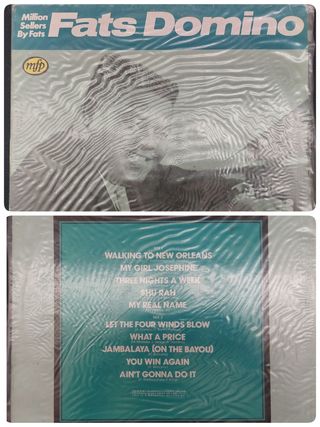 Million
Sellers
By Fats
Fats Domino
mfp
WALKING TO NEW ORLEANS
MY GIRL JOSEPHINE
THREE NIGHTS A WEEK
SHU RAH
MY REAL NAME
LET THE FOUR WINDS BLOW
WHAT A PRICE
JAMBALAYA (ON THE BAYOU)
YOU WIN AGAIN
AIN'T GONNA DO IT